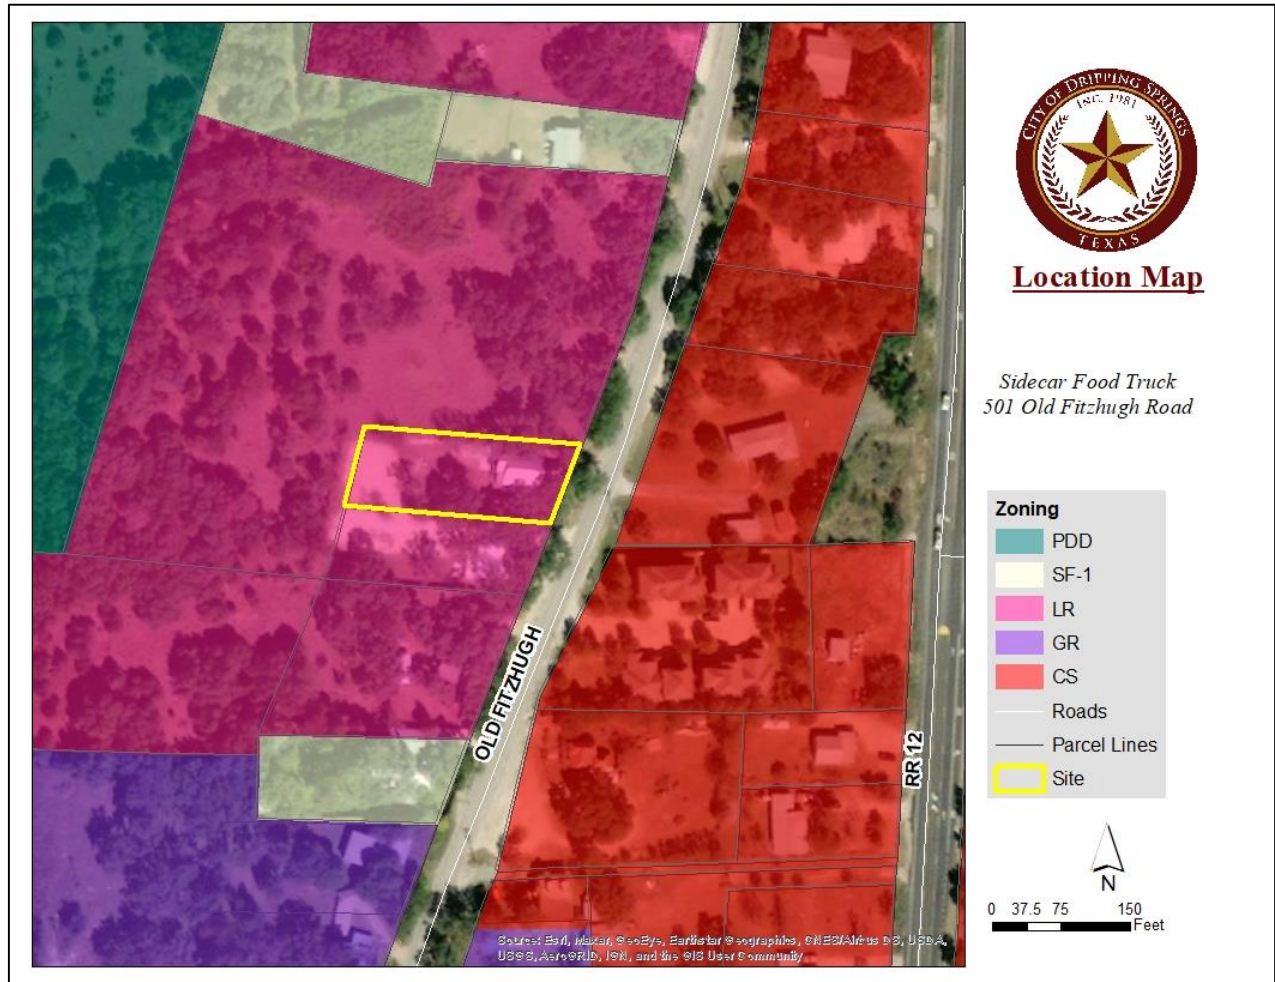 CITY OF DRIPPING SPRINGS
EST. 1981
TEXAS
Location Map
Sidecar Food Truck
501 Old Fitzhugh Road
Zoning
PDD
SF-1
LR
GR
CS
Roads
Parcel Lines
Site
N
0 37.5 75 150
Feet
OLD FITZHUGH
RR 12
Source: Esri, Maxar, GeoEye, Earthstar Geographics, CNES/Airbus DS, USDA,
USGS, AeroGRID, IGN, and the GIS User Community